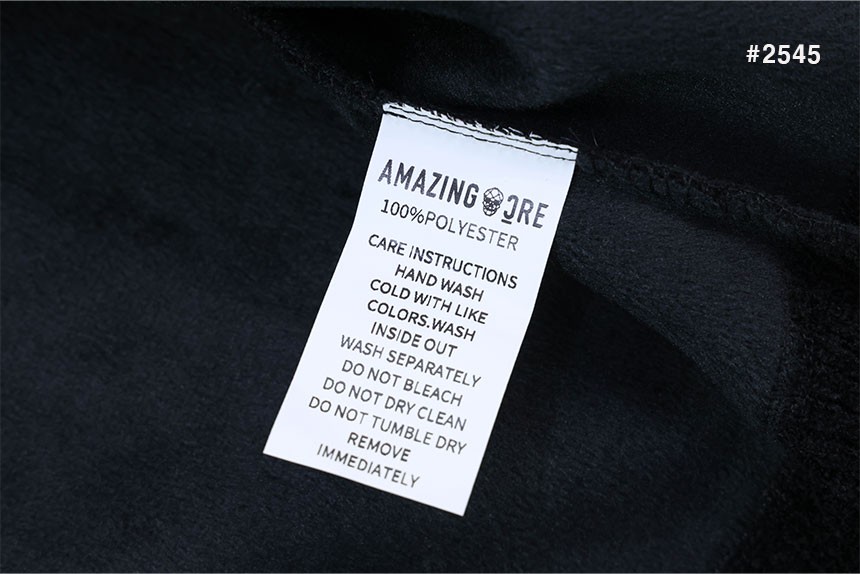 #2545
AMAZING ORE
100%POLYESTER
CARE INSTRUCTIONS
HAND WASH
COLD WITH LIKE
COLORS.WASH
INSIDE OUT
WASH SEPARATELY
DO NOT BLEACH
DO NOT DRY CLEAN
DO NOT TUMBLE DRY
REMOVE
IMMEDIATELY